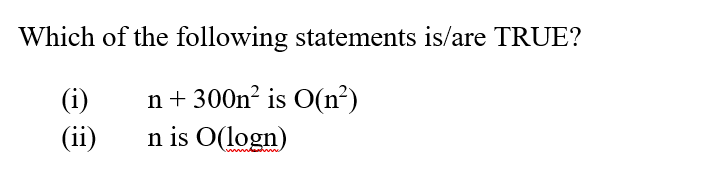 Which of the following statements is/are TRUE?
(i) n + 300n² is O(n²)
(ii) n is O(logn)